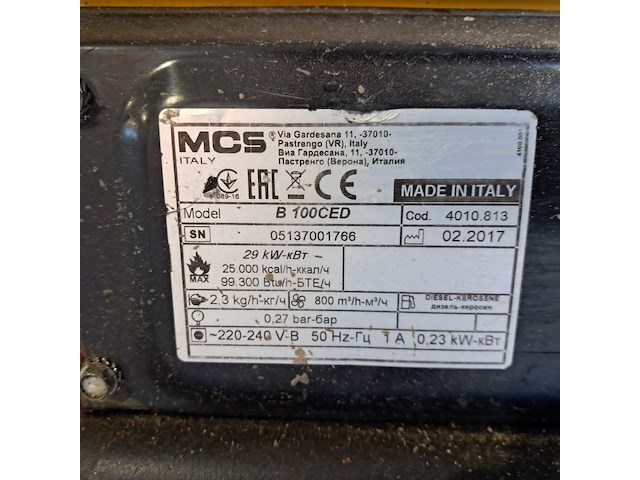 MCS® Via Gardesana 11, -37010-
Pastrengo (VR), Italy
ITALY Виа Гардесана, 11, -37010-
Пастренго (Верона), Италия
089-16 EAC CE MADE IN ITALY
Model B 100CED Cod. 4010.813
SN 05137001766 02.2017
29 kW-кВт
25.000 kcal/h-ккал/ч
MAX 99.300 Btu/h-БТЕ/ч
2,3 kg/h-кг/ч 800 m³/h-м³/ч DIESEL-KEROSENE
дизель-керосин
0,27 bar-бар
~220-240 V-В 50 Hz-Гц 1 A 0,23 kW-кВт